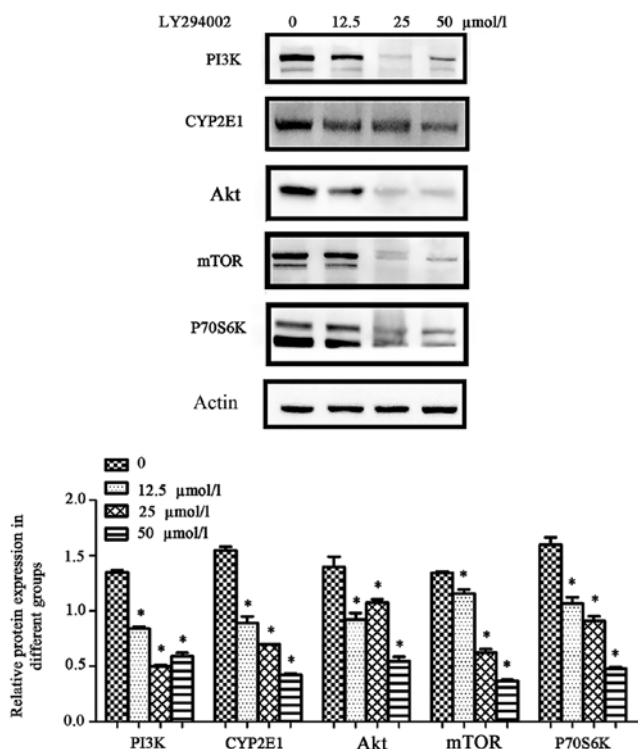 LY294002 0 12.5 25 50 µmol/l
PI3K
CYP2E1
Akt
mTOR
P70S6K
Actin
0
12.5 µmol/l
25 µmol/l
50 µmol/l
Relative protein expression in
different groups
2.0
1.5
1.0
0.5
0.0
* * * * * * * * * * * * * * *
PI3K CYP2E1 Akt mTOR P70S6K